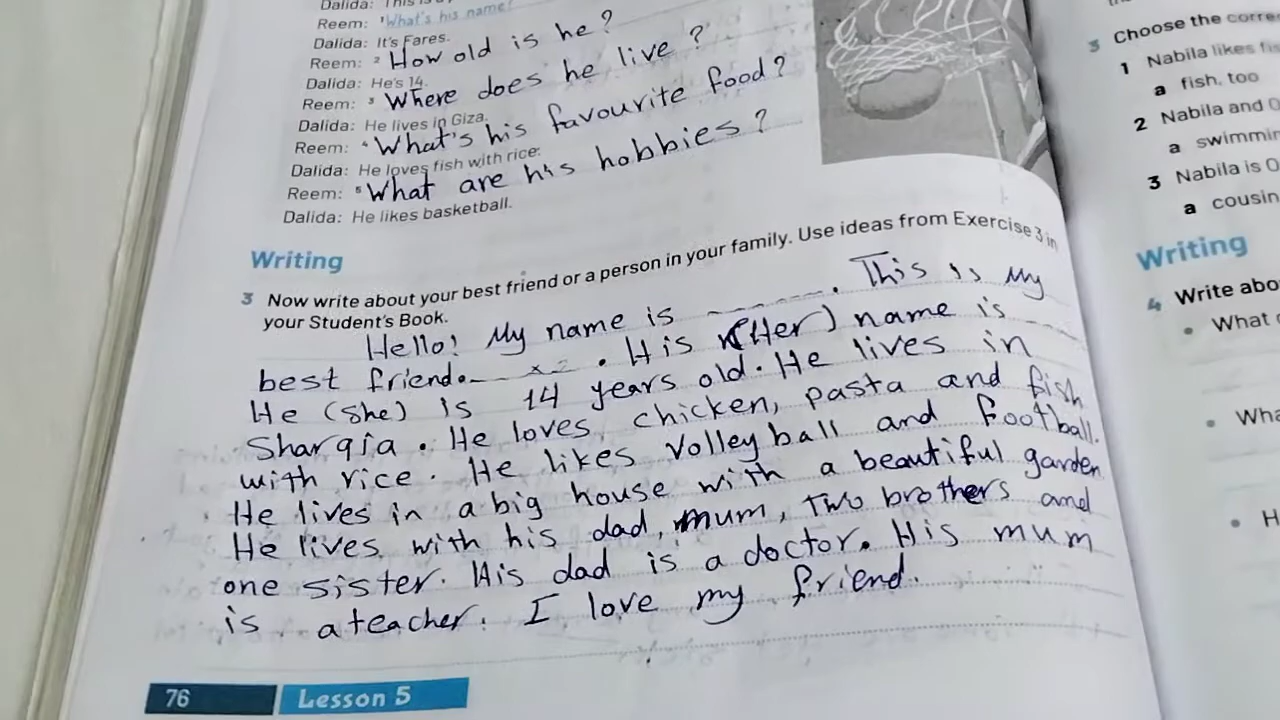 Dalida: This is
Reem: 1 What's his name?
Dalida: It's Fares.
Reem: 2 How old is he?
Dalida: He's 14.
Reem: 3 Where does he live?
Dalida: He lives in Giza.
Reem: 4 What's his favourite food?
Dalida: He loves fish with rice.
Reem: 5 What are his hobbies?
Dalida: He likes basketball.
Writing
3 Now write about your best friend or a person in your family. Use ideas from Exercise 3 in
your Student's Book.
Hello! My name is -------. This is my
best friend. . His (Her) name is
He (she) is 14 years old. He lives in
Sharqia. He loves chicken, pasta and fish
with rice. He likes volleyball and football.
He lives in a big house with a beautiful garden
He lives with his dad, mum, two brothers and
one sister. His dad is a doctor. His mum
is a teacher. I love my friend.
76 Lesson 5
3 Choose the corre
1 Nabila likes fis
a fish, too
2 Nabila and O
a swimmin
3 Nabila is O
a cousin
Writing
4 Write abo
• What
• Wha
• H